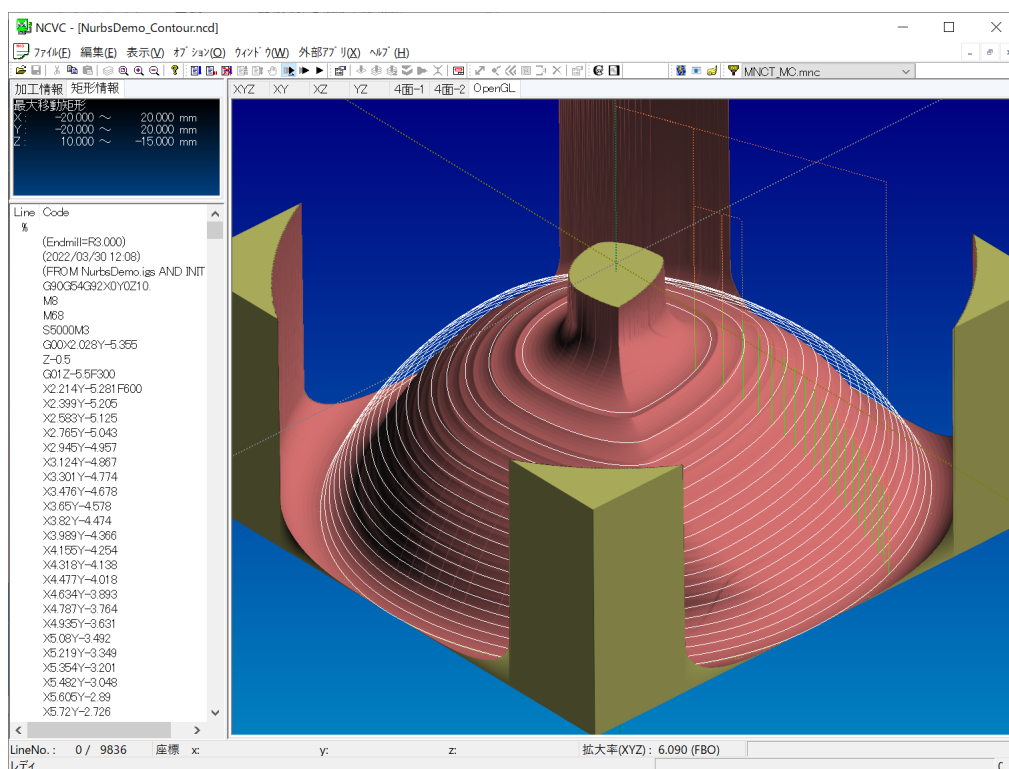 NCVC - [NurbsDemo_Contour.ncd]
ファイル(F) 編集(E) 表示(V) オプション(O) ウィンドウ(W) 外部アプリ(X) ヘルプ(H)
MNCT_MC.mnc
加工情報 矩形情報
XYZ XY XZ YZ 4面-1 4面-2 OpenGL
最大移動矩形
X: -20.000 ～ 20.000 mm
Y: -20.000 ～ 20.000 mm
Z: 10.000 ～ -15.000 mm
Line Code
%
(Endmill=R3.000)
(2022/03/30 12:08)
(FROM NurbsDemo.igs AND INIT
G90G54G92X0Y0Z10.
M8
M68
S5000M3
G00X2.028Y-5.355
Z-0.5
G01Z-5.5F300
X2.214Y-5.281F600
X2.399Y-5.205
X2.583Y-5.125
X2.765Y-5.043
X2.945Y-4.957
X3.124Y-4.867
X3.301Y-4.774
X3.476Y-4.678
X3.65Y-4.578
X3.82Y-4.474
X3.989Y-4.366
X4.155Y-4.254
X4.318Y-4.138
X4.477Y-4.018
X4.634Y-3.893
X4.787Y-3.764
X4.935Y-3.631
X5.08Y-3.492
X5.219Y-3.349
X5.354Y-3.201
X5.482Y-3.048
X5.605Y-2.89
X5.72Y-2.726
LineNo.: 0 / 9836 座標 x: y: z: 拡大率(XYZ): 6.090 (FBO)
レディ